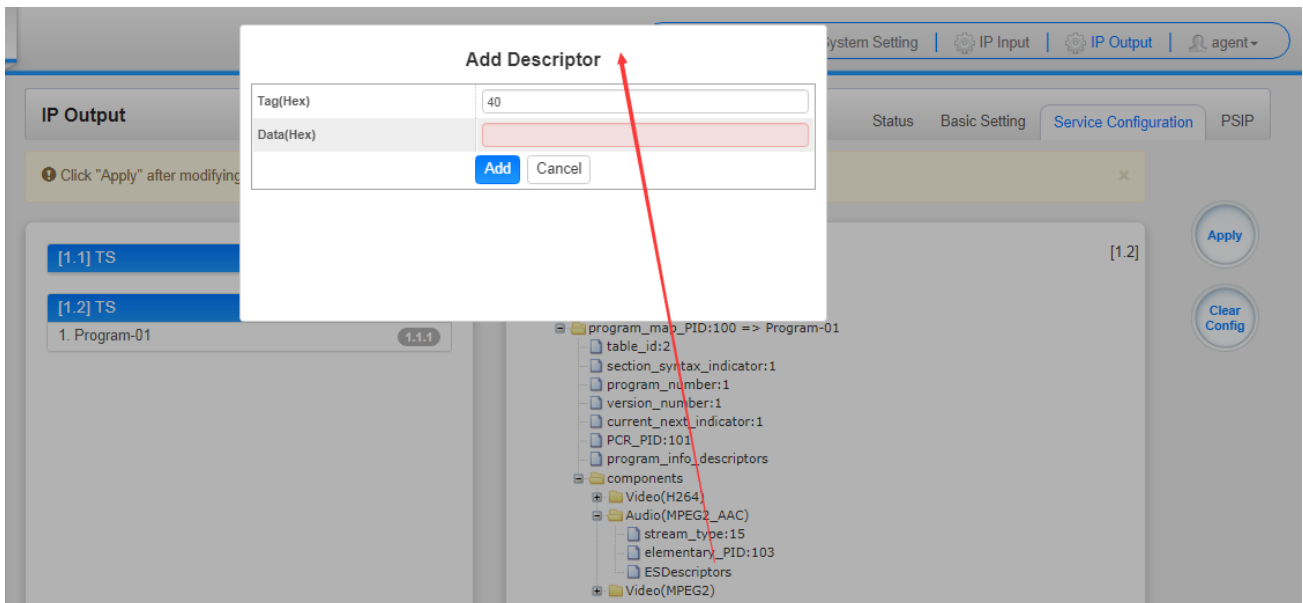 Add Descriptor
ystem Setting | IP Input | IP Output | agent
Tag(Hex) 40
Data(Hex)
Add Cancel
IP Output
Status Basic Setting Service Configuration PSIP
Click "Apply" after modifying ×
Apply
[1.1] TS
[1.2]
[1.2] TS
Clear Config
1. Program-01 1.1.1
program_map_PID:100 => Program-01
table_id:2
section_syntax_indicator:1
program_number:1
version_number:1
current_next_indicator:1
PCR_PID:101
program_info_descriptors
components
Video(H264)
Audio(MPEG2_AAC)
stream_type:15
elementary_PID:103
ESDescriptors
Video(MPEG2)